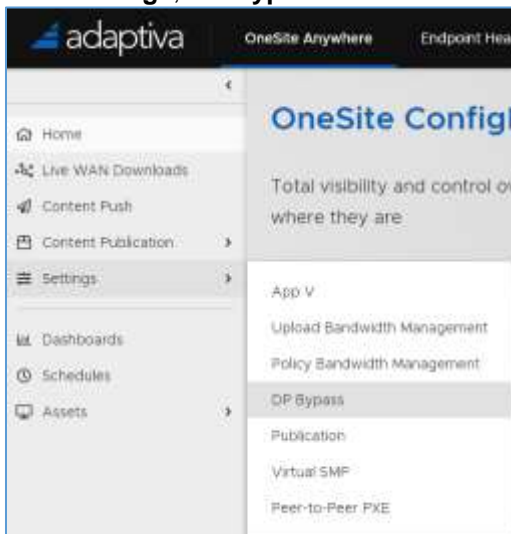 adaptiva
OneSite Anywhere
Endpoint Hea
OneSite Config
Total visibility and control o
where they are
Home
Live WAN Downloads
Content Push
Content Publication
Settings
Dashboards
Schedules
Assets
App V
Upload Bandwidth Management
Policy Bandwidth Management
DP Bypass
Publication
Virtual SMP
Peer-to-Peer PXE